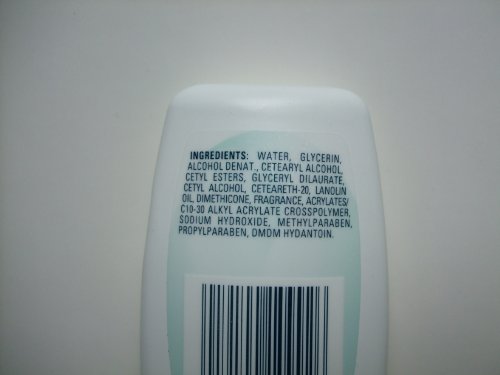 INGREDIENTS: WATER, GLYCERIN,
ALCOHOL DENAT., CETEARYL ALCOHOL,
CETYL ESTERS, GLYCERYL DILAURATE,
CETYL ALCOHOL, CETEARETH-20, LANOLIN
OIL, DIMETHICONE, FRAGRANCE, ACRYLATES/
C10-30 ALKYL ACRYLATE CROSSPOLYMER,
SODIUM HYDROXIDE, METHYLPARABEN,
PROPYLPARABEN, DMDM HYDANTOIN.